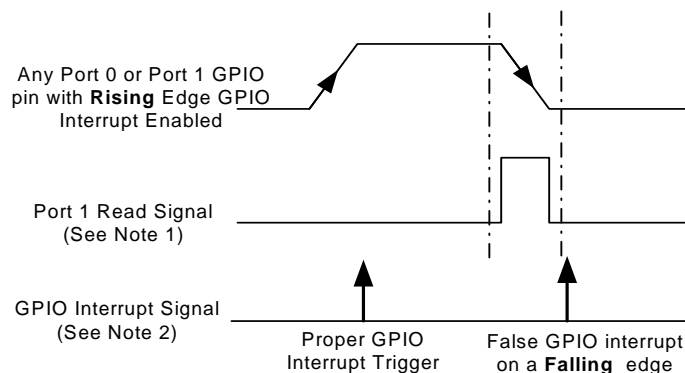 Any Port 0 or Port 1 GPIO
pin with Rising Edge GPIO
Interrupt Enabled
Port 1 Read Signal
(See Note 1)
GPIO Interrupt Signal
(See Note 2)
Proper GPIO
Interrupt Trigger
False GPIO interrupt
on a Falling edge